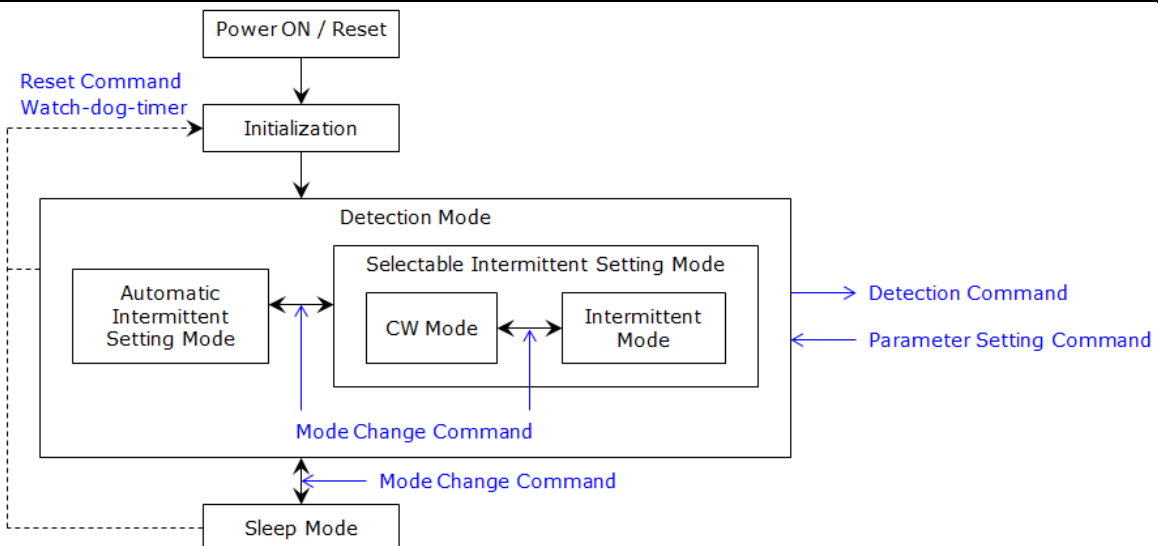 Power ON / Reset
Reset Command
Watch-dog-timer
Initialization
Detection Mode
Selectable Intermittent Setting Mode
Automatic
Intermittent
Setting Mode
CW Mode
Intermittent
Mode
Detection Command
Parameter Setting Command
Mode Change Command
Mode Change Command
Sleep Mode